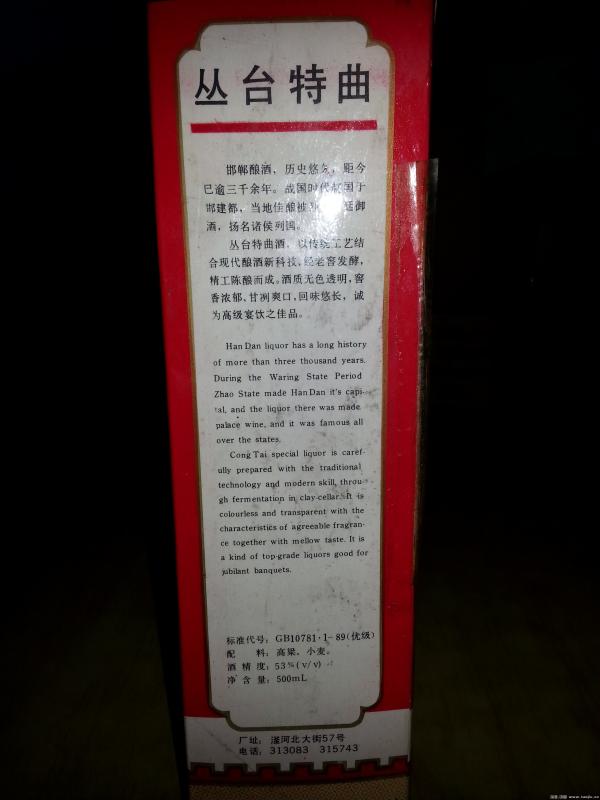 丛台特曲
邯郸酿酒，历史悠久，距今
已逾三千余年。战国时代赵国于
邯建都，当地佳酿被 廷御
酒，扬名诸侯列国。
丛台特曲酒，以传统工艺结
合现代酿酒新科技，经老窖发酵，
精工陈酿而成。酒质无色透明，窖
香浓郁，甘冽爽口，回味悠长，诚
为高级宴饮之佳品。
Han Dan liquor has a long history
of more than three thousand years.
During the Waring State Period
Zhao State made Han Dan it's capi-
tal, and the liquor there was made
palace wine, and it was famous all
over the states.
Cong Tai special liquor is caref-
ully prepared with the traditional
technology and modern skill, throu-
gh fermentation in clay-cellar. It is
colourless and transparent with the
characteristics of agreeable fragran-
ce together with mellow taste. It is
a kind of top-grade liquors good for
jubilant banquets.
标准代号：GB10781·1-89(优级)
配 料：高梁、小麦。
酒精度：53%(v/v)
净含量：500mL
厂址：滏河北大街57号
电话：313083 315743